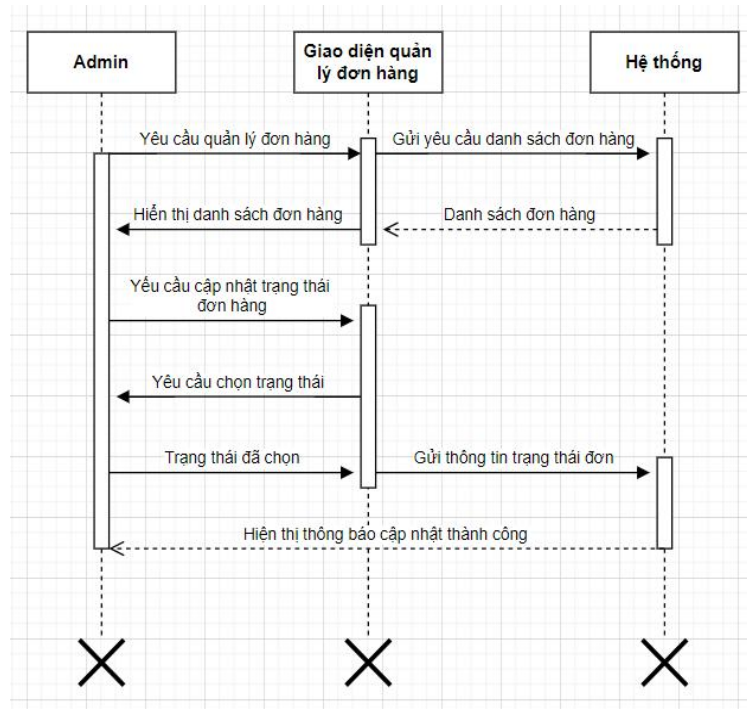 Admin
Giao diện quản
lý đơn hàng
Hệ thống
Yêu cầu quản lý đơn hàng
Gửi yêu cầu danh sách đơn hàng
Hiển thị danh sách đơn hàng
Danh sách đơn hàng
Yếu cầu cập nhật trạng thái
đơn hàng
Yêu cầu chọn trạng thái
Trạng thái đã chọn
Gửi thông tin trạng thái đơn
Hiện thị thông báo cập nhật thành công